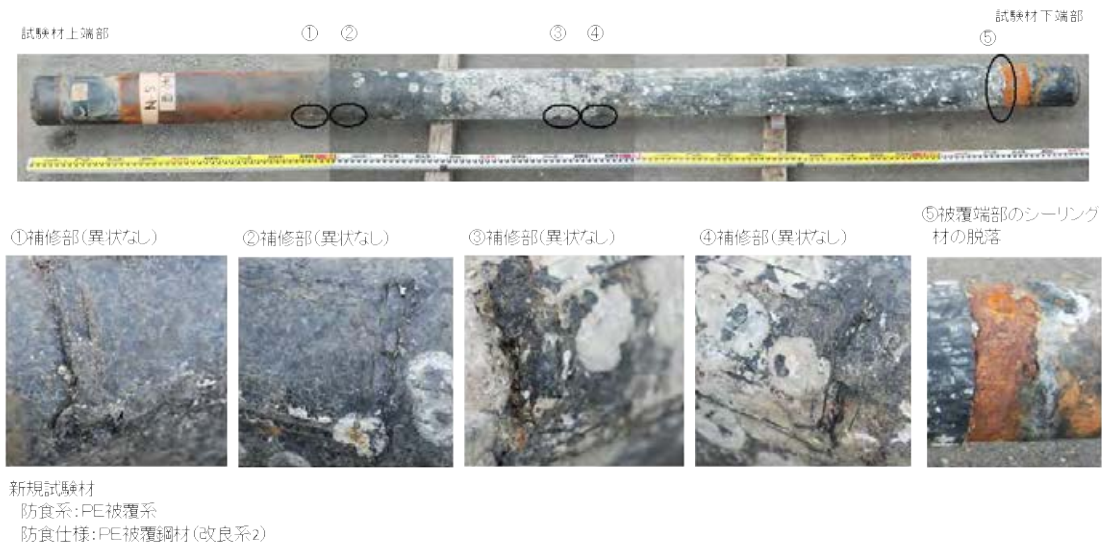 試験材上端部
① ②
③ ④
試験材下端部
⑤
①補修部(異状なし)
②補修部(異状なし)
③補修部(異状なし)
④補修部(異状なし)
⑤被覆端部のシーリング
材の脱落
新規試験材
防食系:PE被覆系
防食仕様:PE被覆鋼材(改良系2)